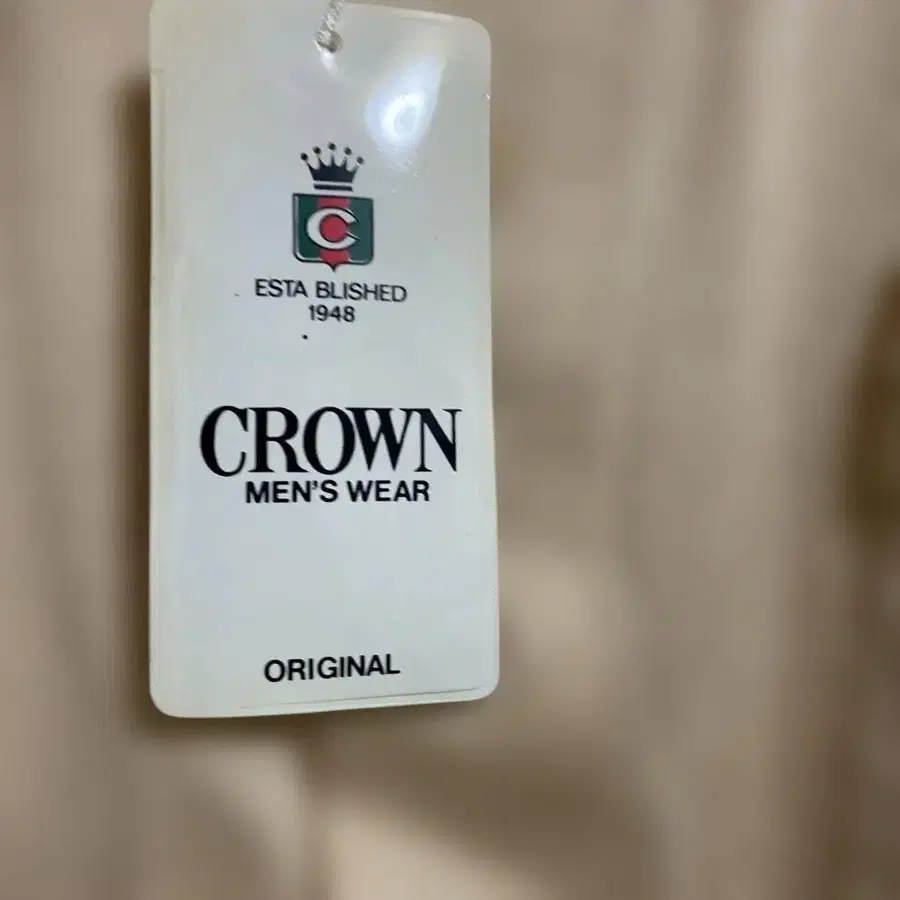 C
ESTA BLISHED
1948
CROWN
MEN'S WEAR
ORIGINAL